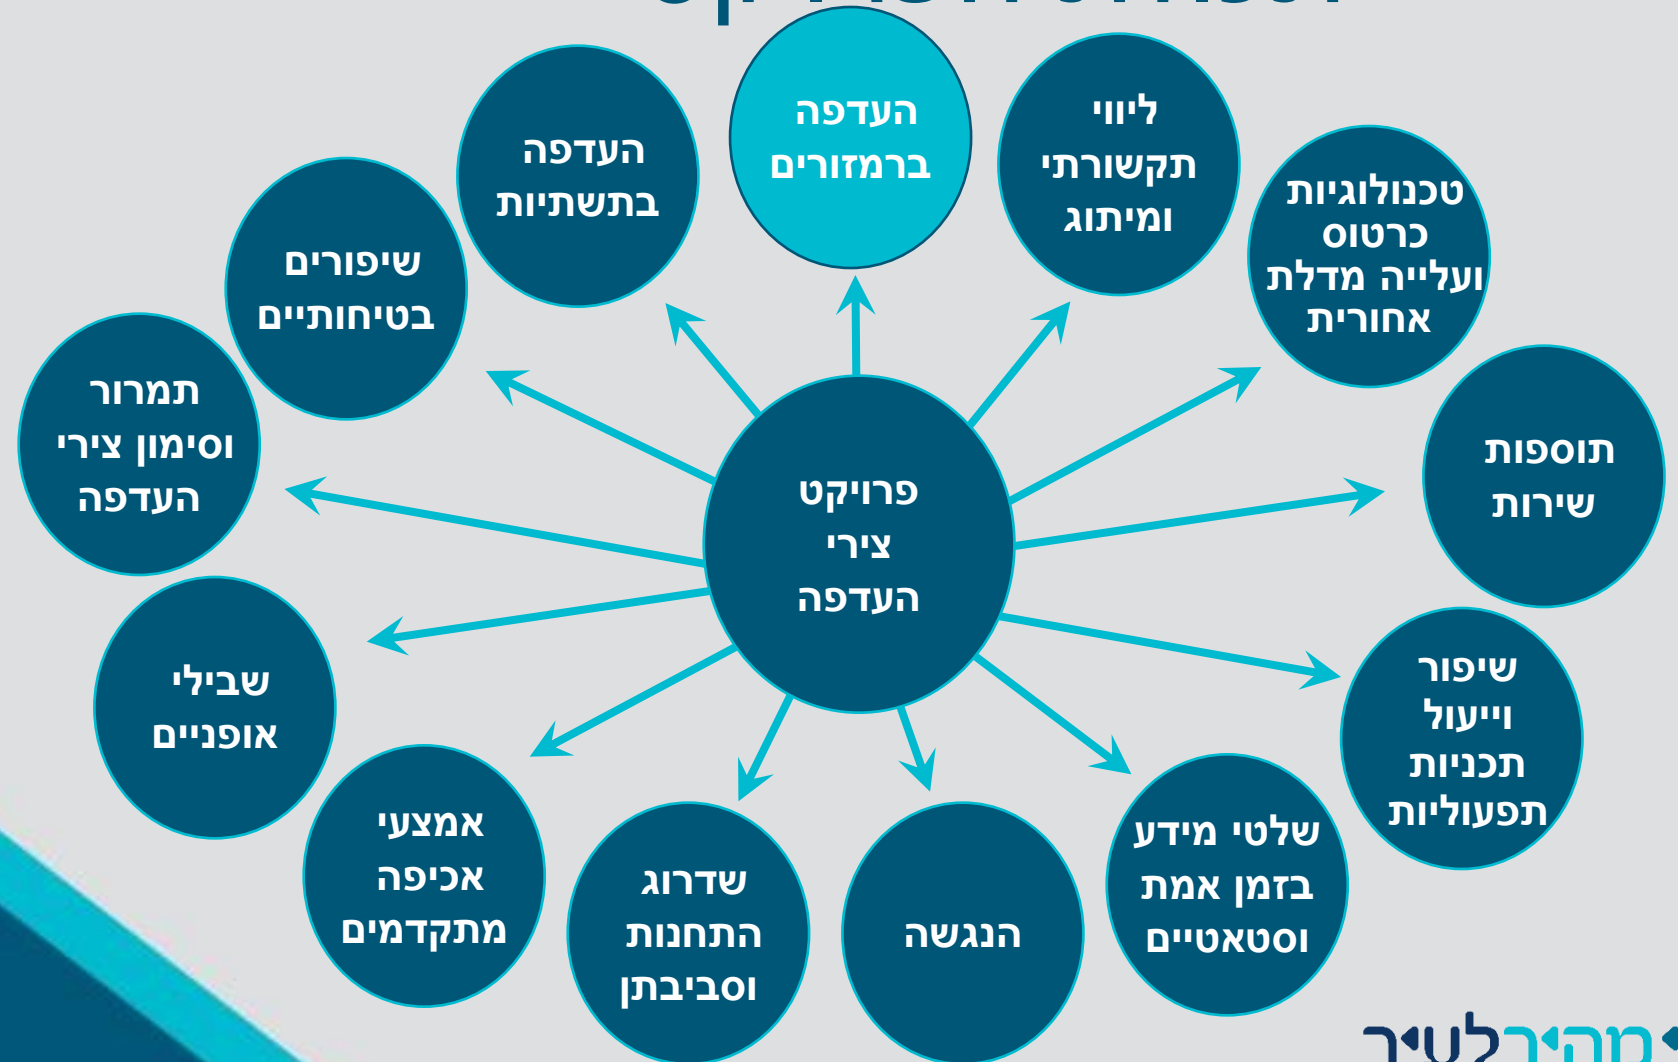 העדפה
ברמזורים
ליווי
תקשורתי
ומיתוג
טכנולוגיות
כרטוס
ועלייה מדלת
אחורית
תוספות
שירות
שיפור
וייעול
תכניות
תפעוליות
שלטי מידע
בזמן אמת
וסטאטיים
הנגשה
שדרוג
התחנות
וסביבתן
אמצעי
אכיפה
מתקדמים
שבילי
אופניים
תמרור
וסימון צירי
העדפה
שיפורים
בטיחותיים
העדפה
בתשתיות
פרויקט
צירי
העדפה
מהיר לעיר